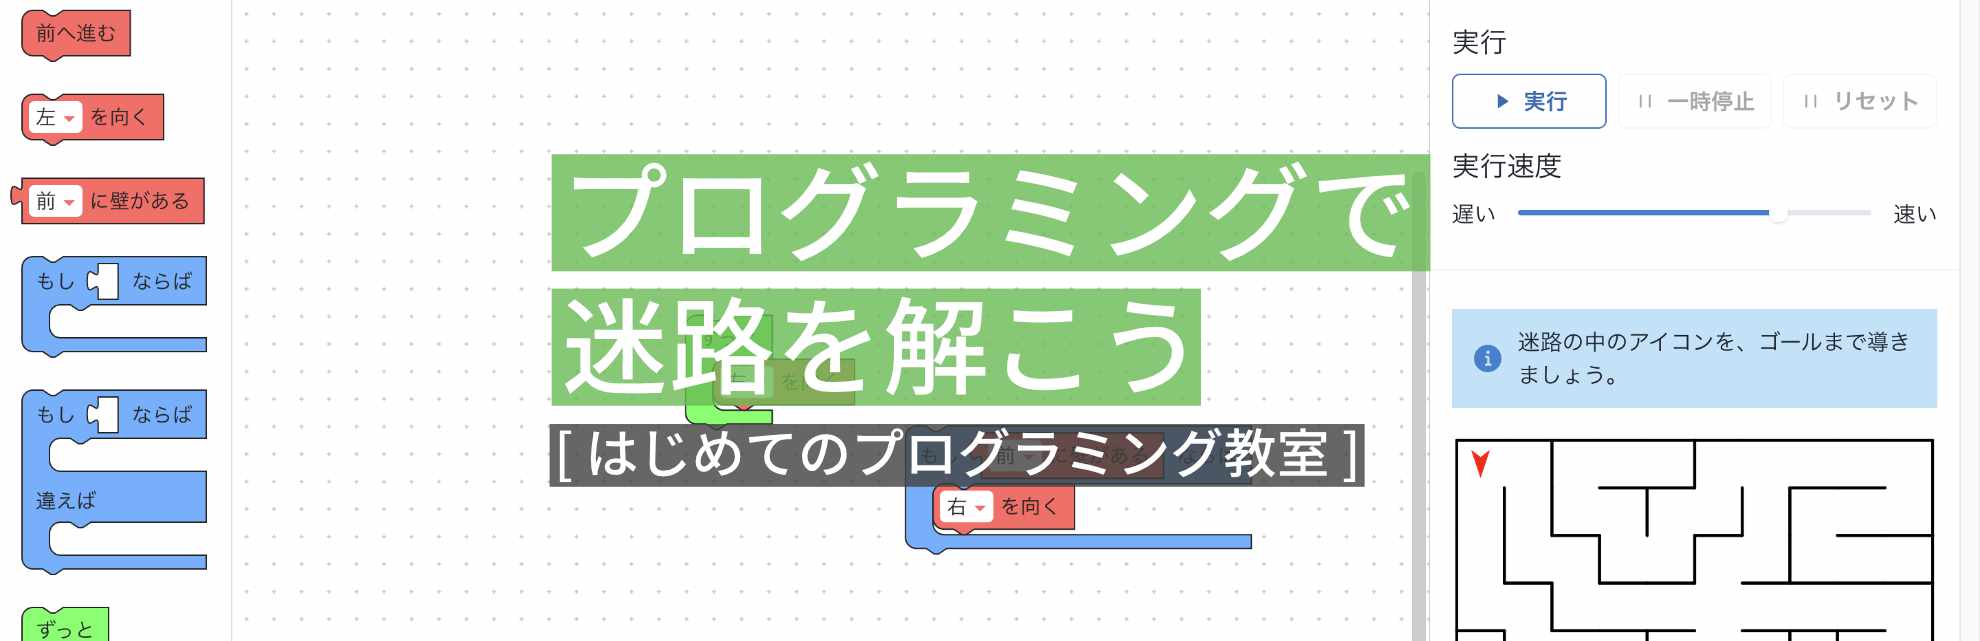 前へ進む
左 を向く
前 に壁がある
もし ならば
もし ならば
違えば
ずっと
プログラミングで
迷路を解こう
[ はじめてのプログラミング教室 ]
右 を向く
実行
実行 一時停止 リセット
実行速度
遅い 速い
迷路の中のアイコンを、ゴールまで導き
ましょう。